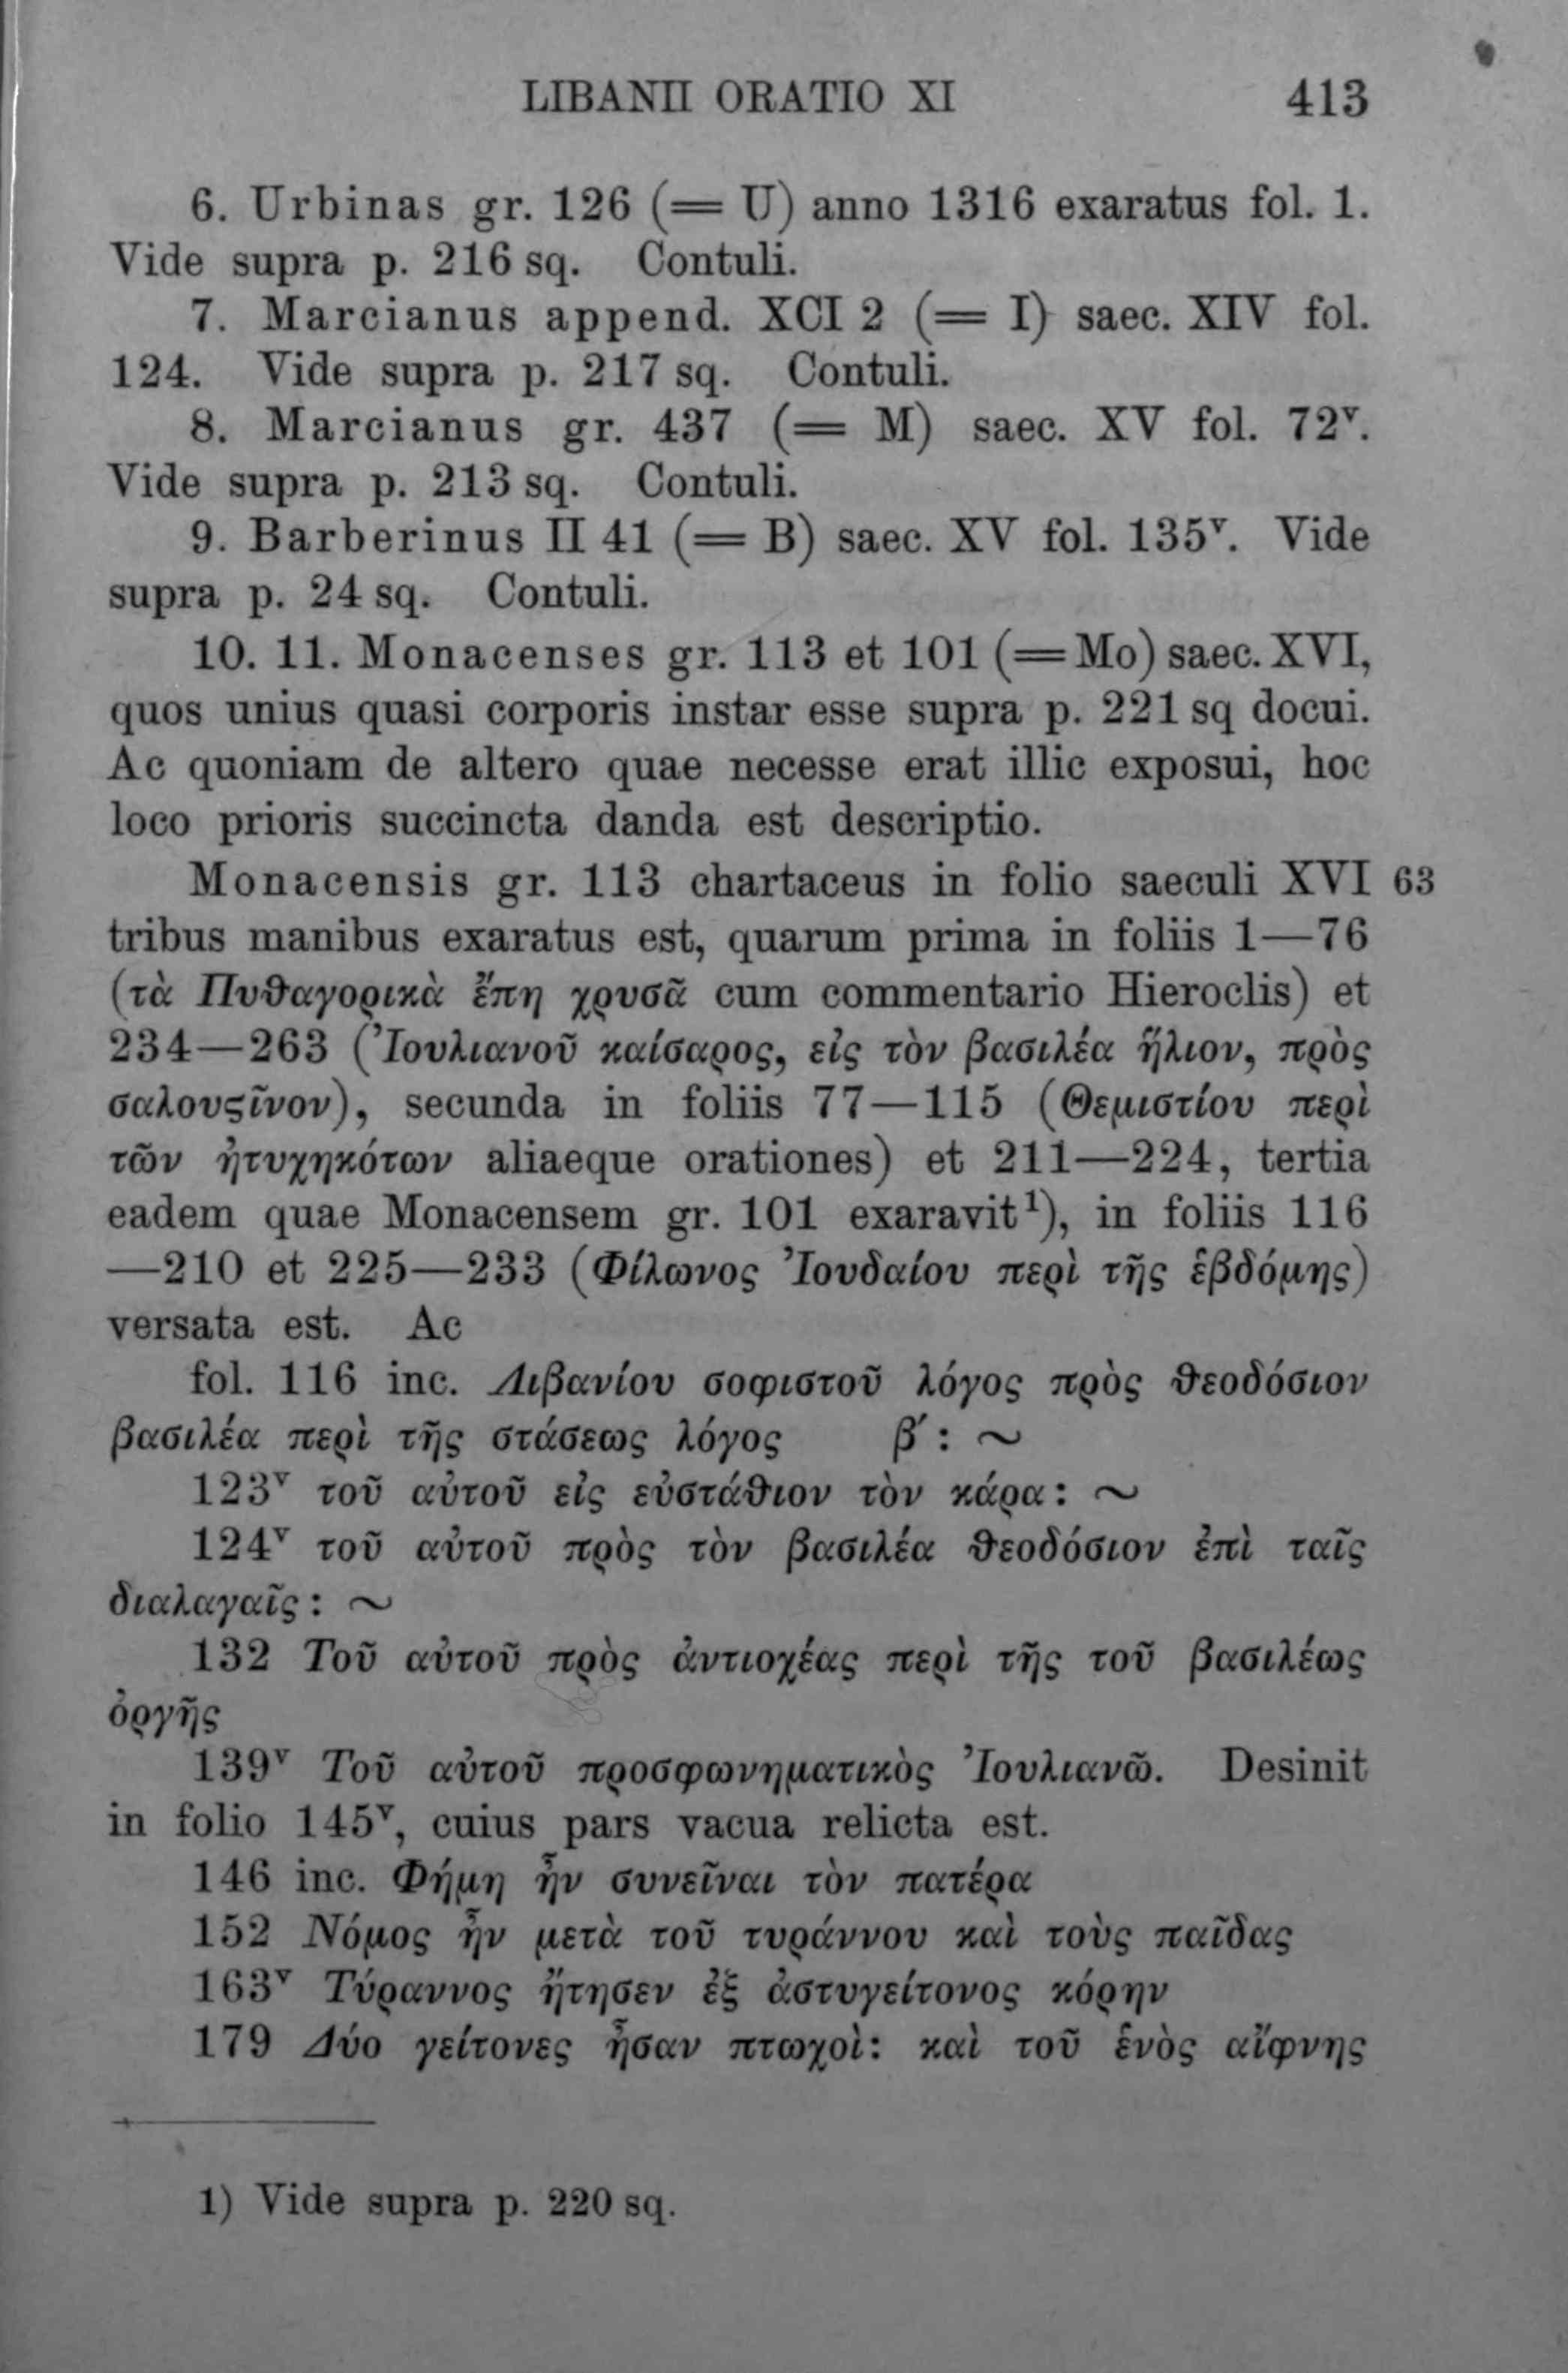 LIBANII ORATIO XI 413
6. Urbinas gr. 126 (= U) anno 1316 exaratus fol. 1.
Vide supra p. 216 sq. Contuli.
7. Marcianus append. XCI 2 (= I) saec. XIV fol.
124. Vide supra p. 217 sq. Contuli.
8. Marcianus gr. 437 (= M) saec. XV fol. 72ᵛ.
Vide supra p. 213 sq. Contuli.
9. Barberinus II 41 (= B) saec. XV fol. 135ᵛ. Vide
supra p. 24 sq. Contuli.
10. 11. Monacenses gr. 113 et 101 (=Mo) saec. XVI,
quos unius quasi corporis instar esse supra p. 221 sq docui.
Ac quoniam de altero quae necesse erat illic exposui, hoc
loco prioris succincta danda est descriptio.
Monacensis gr. 113 chartaceus in folio saeculi XVI 63
tribus manibus exaratus est, quarum prima in foliis 1—76
(τὰ Πυθαγορικὰ ἔπη χρυσᾶ cum commentario Hieroclis) et
234—263 (Ἰουλιανοῦ καίσαρος, εἰς τὸν βασιλέα ἥλιον, πρὸς
σαλουςῖνον), secunda in foliis 77—115 (Θεμιστίου περὶ
τῶν ἠτυχηκότων aliaeque orationes) et 211—224, tertia
eadem quae Monacensem gr. 101 exaravit¹), in foliis 116
—210 et 225—233 (Φίλωνος Ἰουδαίου περὶ τῆς ἑβδόμης)
versata est. Ac
fol. 116 inc. Λιβανίου σοφιστοῦ λόγος πρὸς θεοδόσιον
βασιλέα περὶ τῆς στάσεως λόγος β΄: ~
123ᵛ τοῦ αὐτοῦ εἰς εὐστάθιον τὸν κάρα: ~
124ᵛ τοῦ αὐτοῦ πρὸς τὸν βασιλέα θεοδόσιον ἐπὶ ταῖς
διαλαγαῖς: ~
132 Τοῦ αὐτοῦ πρὸς ἀντιοχέας περὶ τῆς τοῦ βασιλέως
ὀργῆς
139ᵛ Τοῦ αὐτοῦ προσφωνηματικὸς Ἰουλιανῶ. Desinit
in folio 145ᵛ, cuius pars vacua relicta est.
146 inc. Φήμη ἦν συνεῖναι τὸν πατέρα
152 Νόμος ἦν μετὰ τοῦ τυράννου καὶ τοὺς παῖδας
163ᵛ Τύραννος ἤτησεν ἐξ ἀστυγείτονος κόρην
179 Δύο γείτονες ἦσαν πτωχοὶ: καὶ τοῦ ἑνὸς αἴφνης
1) Vide supra p. 220 sq.